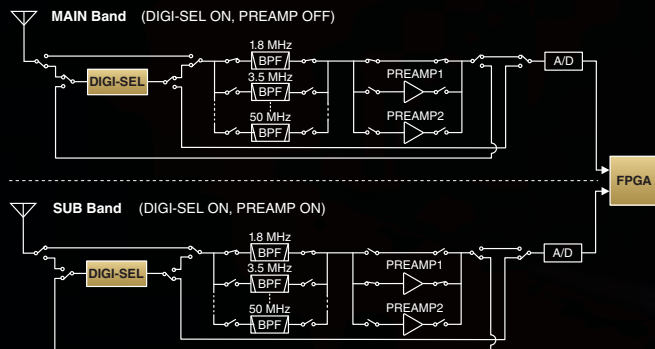 MAIN Band (DIGI-SEL ON, PREAMP OFF)
1.8 MHz
BPF
DIGI-SEL
3.5 MHz
BPF
50 MHz
BPF
PREAMP1
PREAMP2
A/D
FPGA
SUB Band (DIGI-SEL ON, PREAMP ON)
1.8 MHz
BPF
DIGI-SEL
3.5 MHz
BPF
50 MHz
BPF
PREAMP1
PREAMP2
A/D